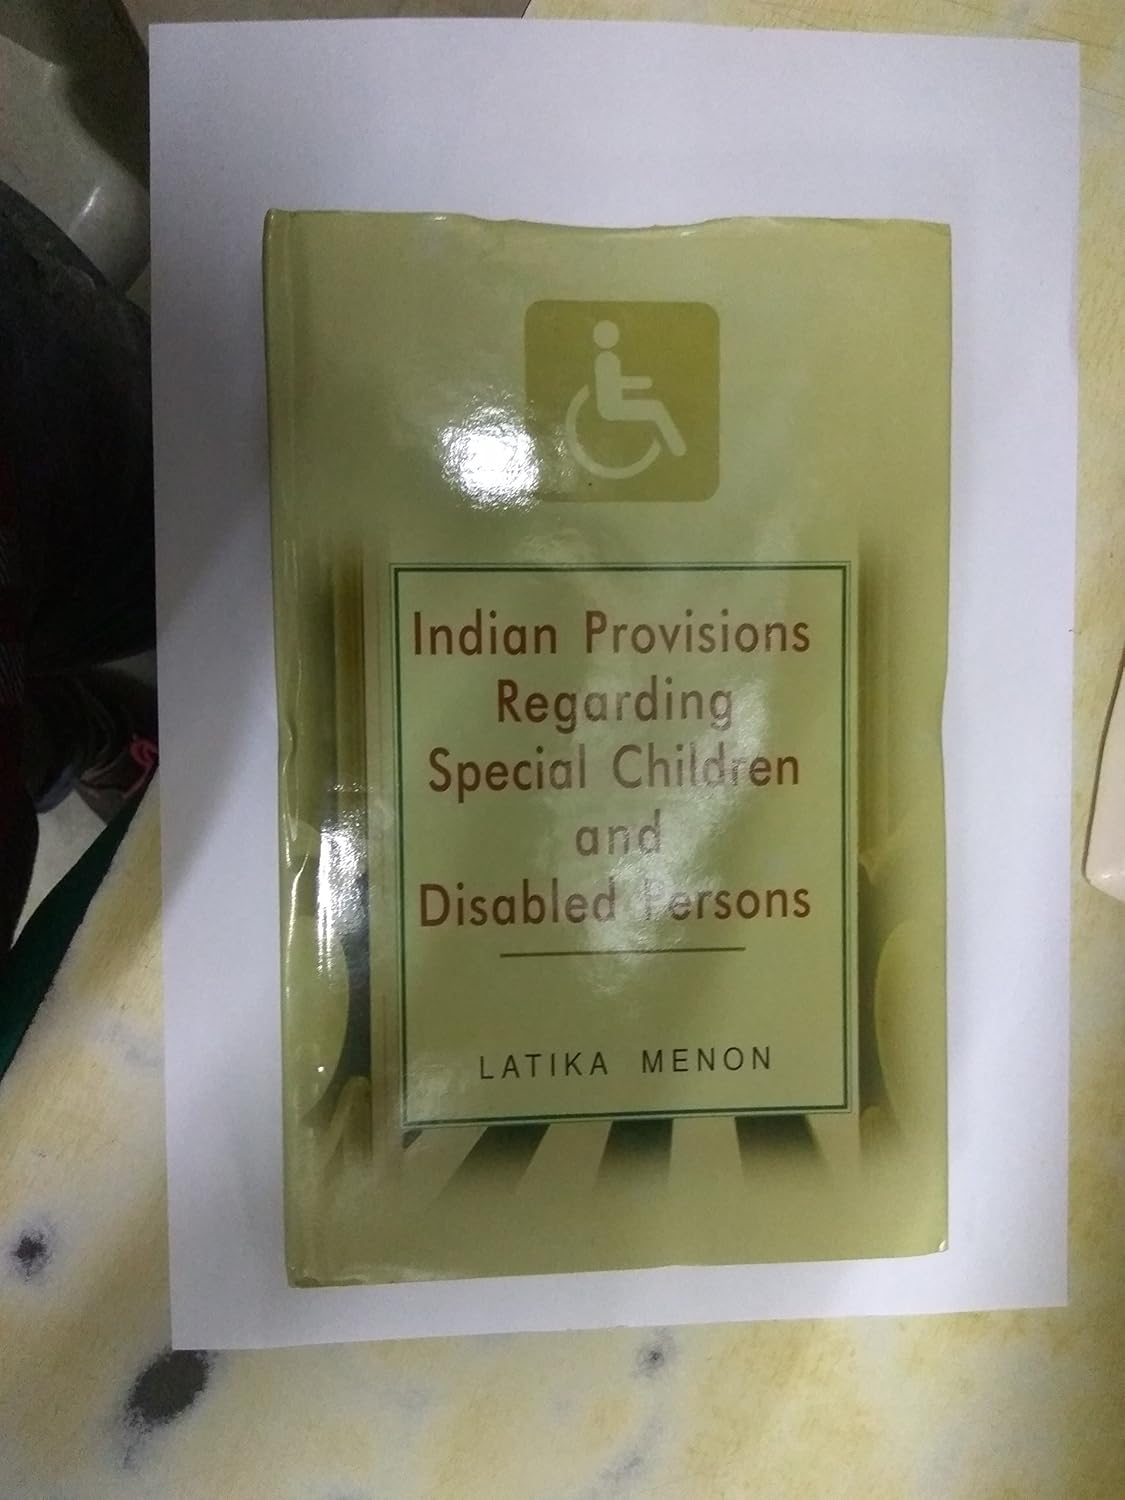 Indian Provisions
Regarding
Special Children
and
Disabled Persons
LATIKA MENON